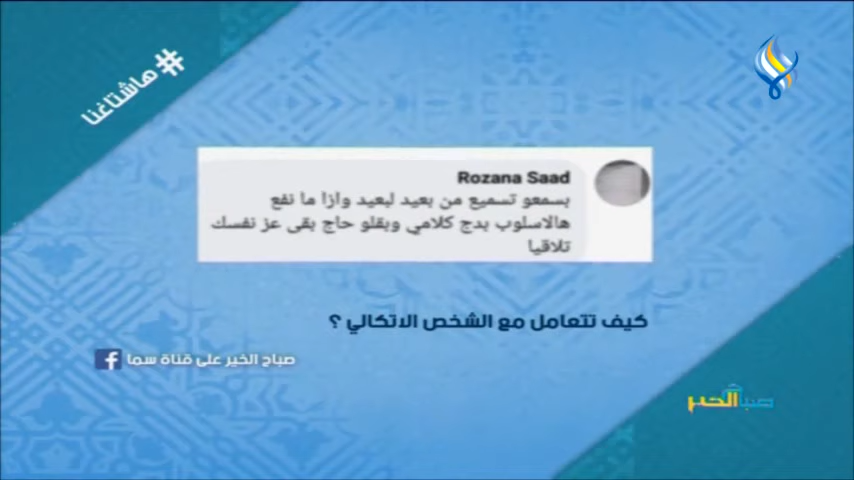 #هاشتاغنا
Rozana Saad
بسمعو تسميع من بعيد لبعيد وازا ما نفع
هالاسلوب بدج كلامي وبقلو حاج بقى عز نفسك
تلاقيا
كيف تتعامل مع الشخص الاتكالي ؟
صباح الخير على قناة سما
صباح الخير